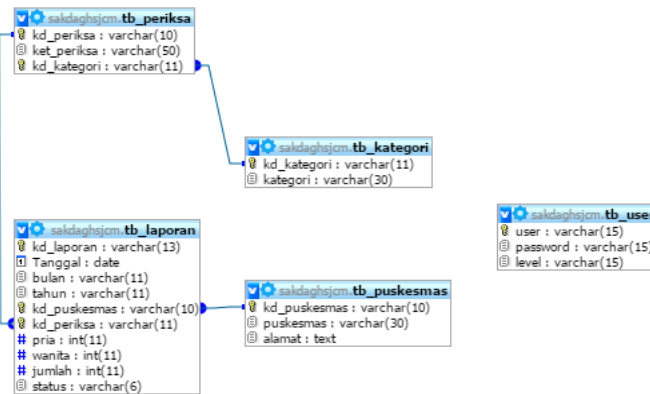 sakdaghsjcm.tb_periksa
kd_periksa : varchar(10)
ket_periksa : varchar(50)
kd_kategori : varchar(11)
sakdaghsjcm.tb_kategori
kd_kategori : varchar(11)
kategori : varchar(30)
sakdaghsjcm.tb_laporan
kd_laporan : varchar(13)
Tanggal : date
bulan : varchar(11)
tahun : varchar(11)
kd_puskesmas : varchar(10)
kd_periksa : varchar(11)
# pria : int(11)
# wanita : int(11)
# jumlah : int(11)
status : varchar(6)
sakdaghsjcm.tb_puskesmas
kd_puskesmas : varchar(10)
puskesmas : varchar(30)
alamat : text
sakdaghsjcm.tb_user
user : varchar(15)
password : varchar(15)
level : varchar(15)